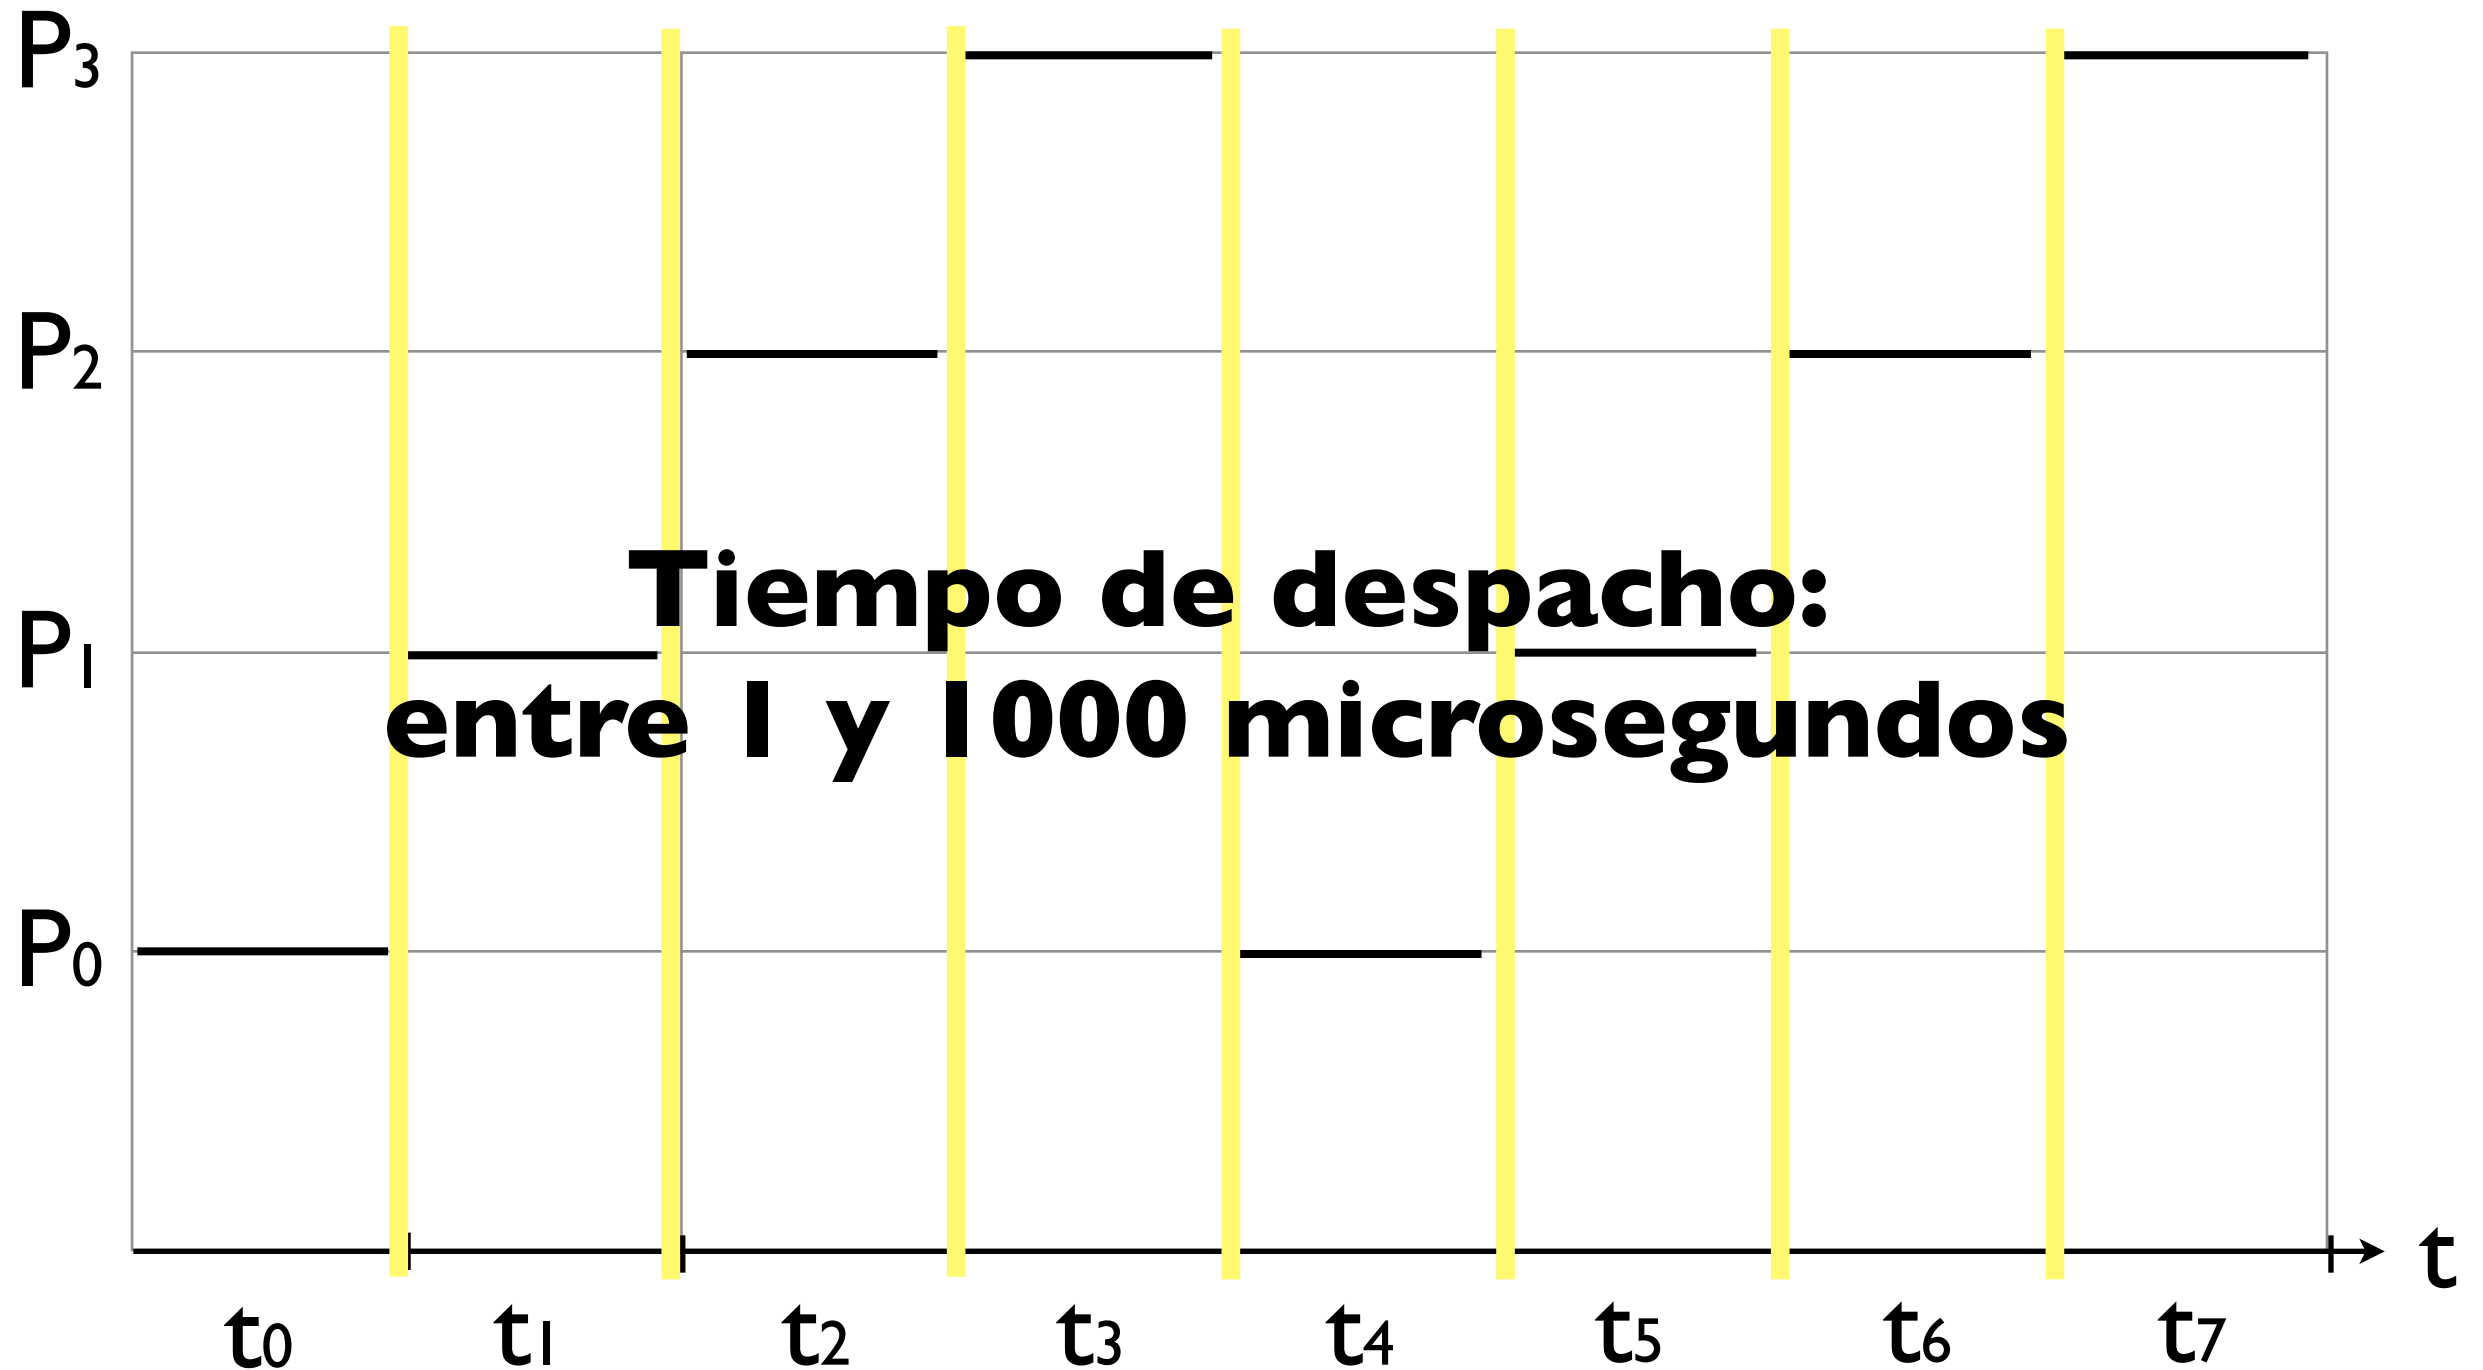 P3
P2
Tiempo de despacho:
P1
entre 1 y 1000 microsegundos
P0
t
t0 t1 t2 t3 t4 t5 t6 t7